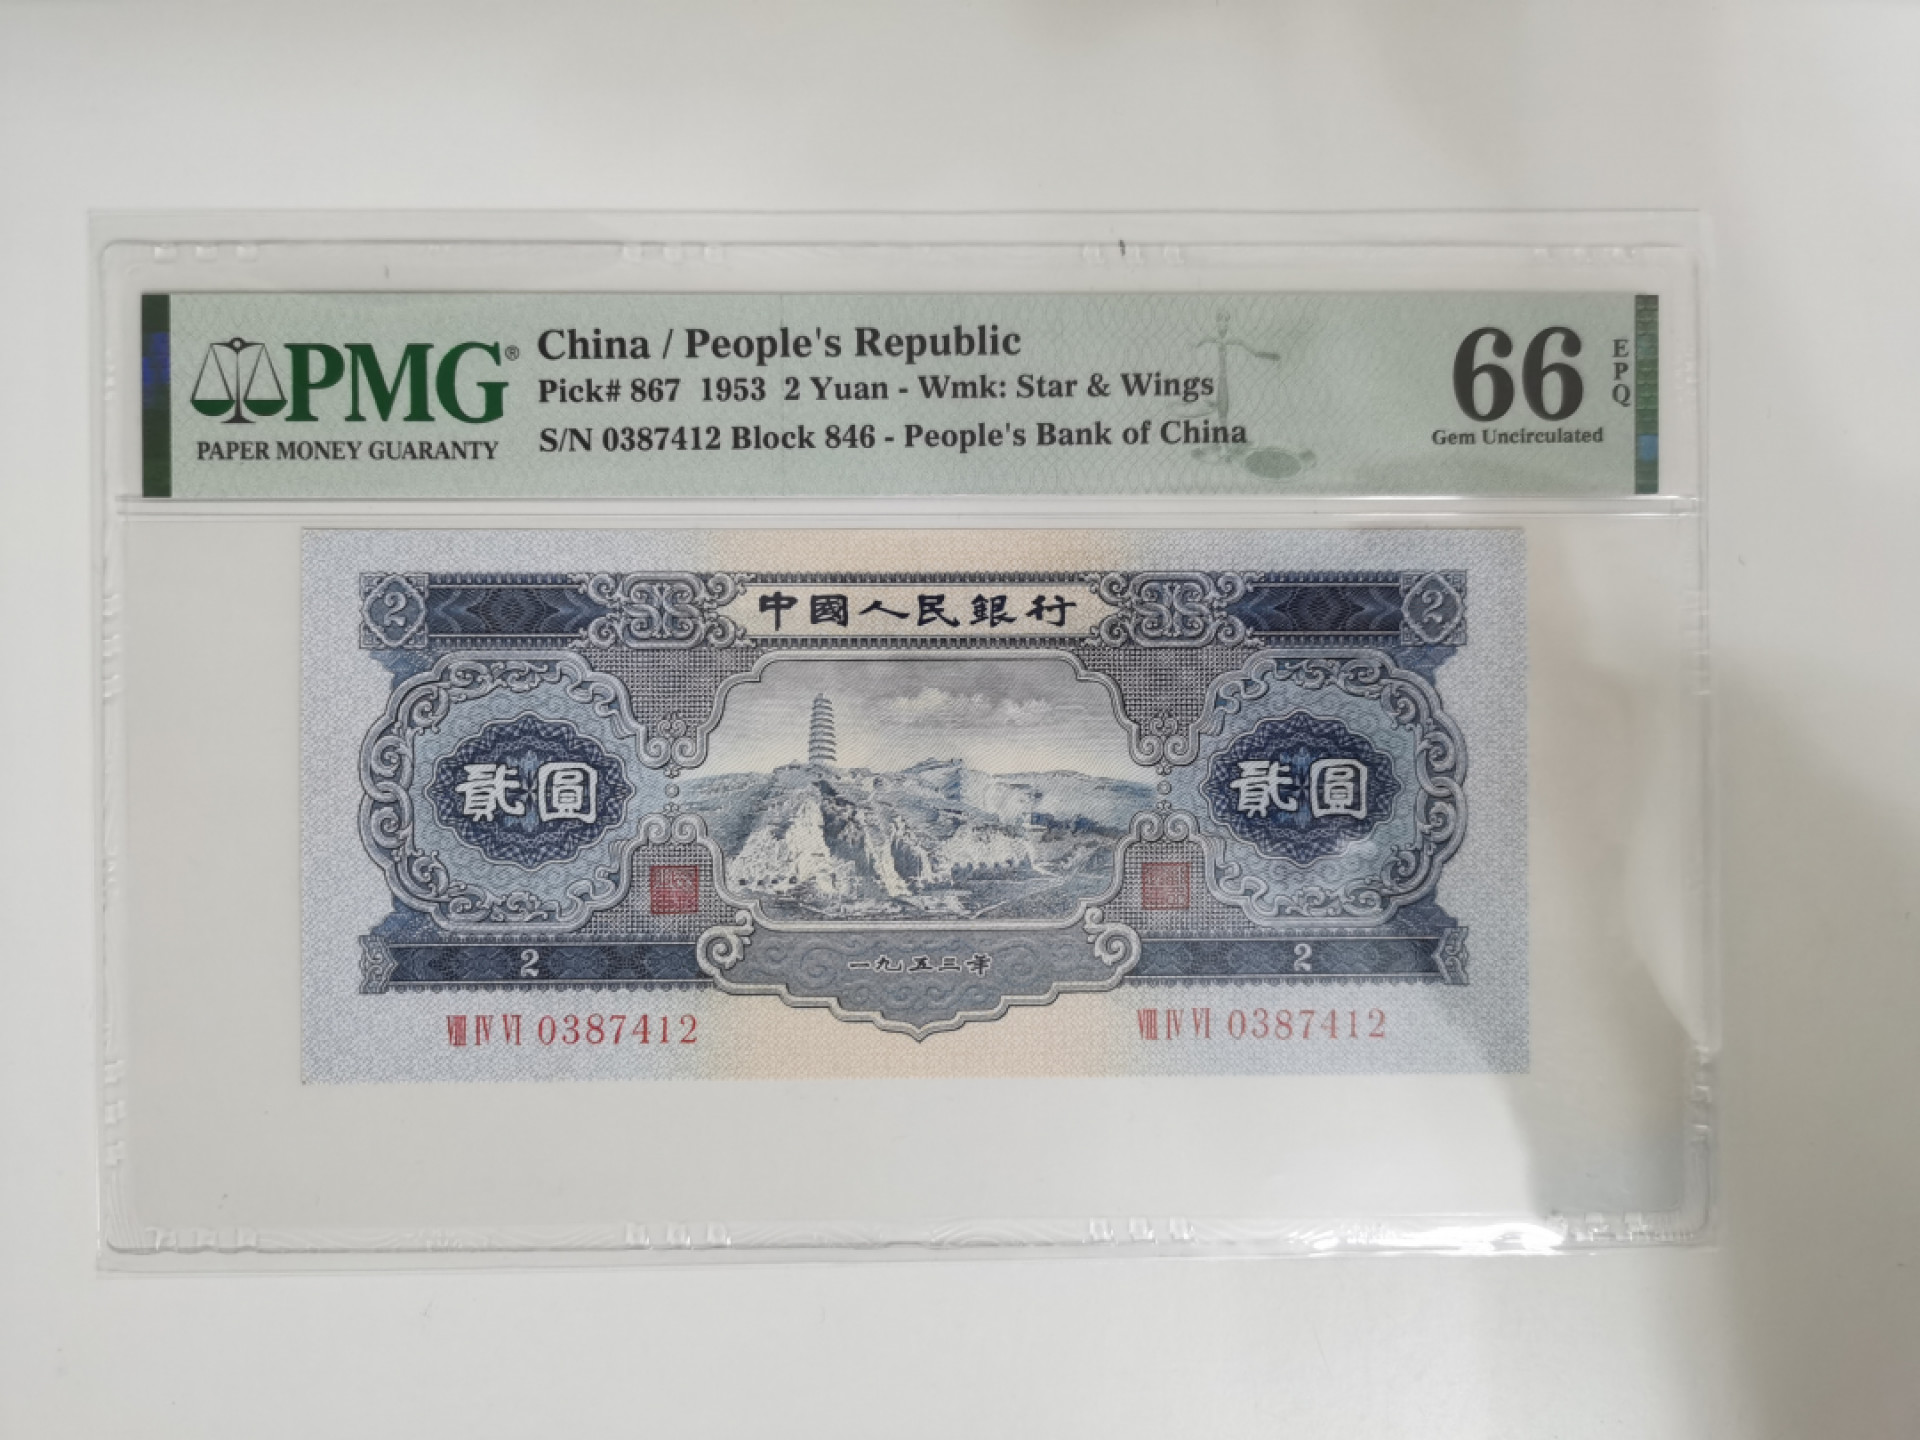 PMG®
PAPER MONEY GUARANTY
China / People's Republic
Pick# 867 1953 2 Yuan - Wmk: Star & Wings
S/N 0387412 Block 846 - People's Bank of China
66
EPQ
Gem Uncirculated
2 中國人民銀行 2
貳圓 貳圓
2 一九五三年 2
VIII IV VI 0387412 VIII IV VI 0387412